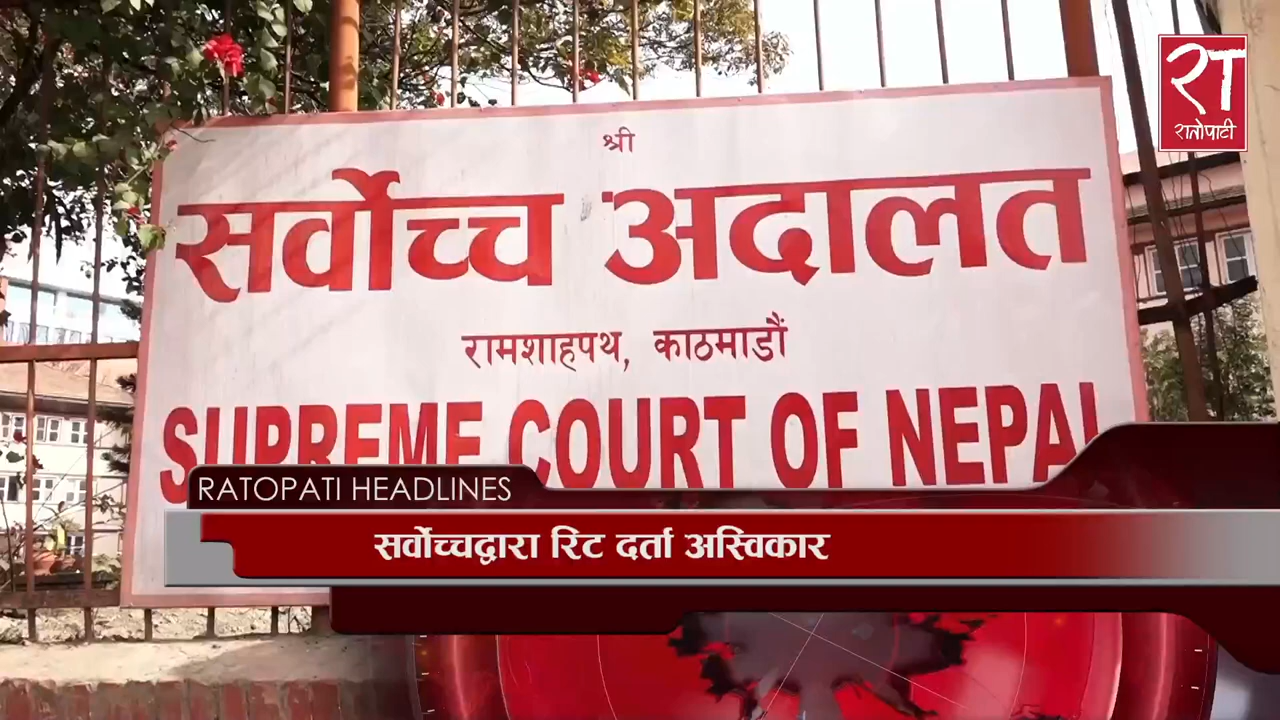 रा
रातोपाटी
श्री
सर्वोच्च अदालत
रामशाहपथ, काठमाडौं
SUPREME COURT OF NEPAL
RATOPATI HEADLINES
सर्वोच्चद्वारा रिट दर्ता अस्विकार